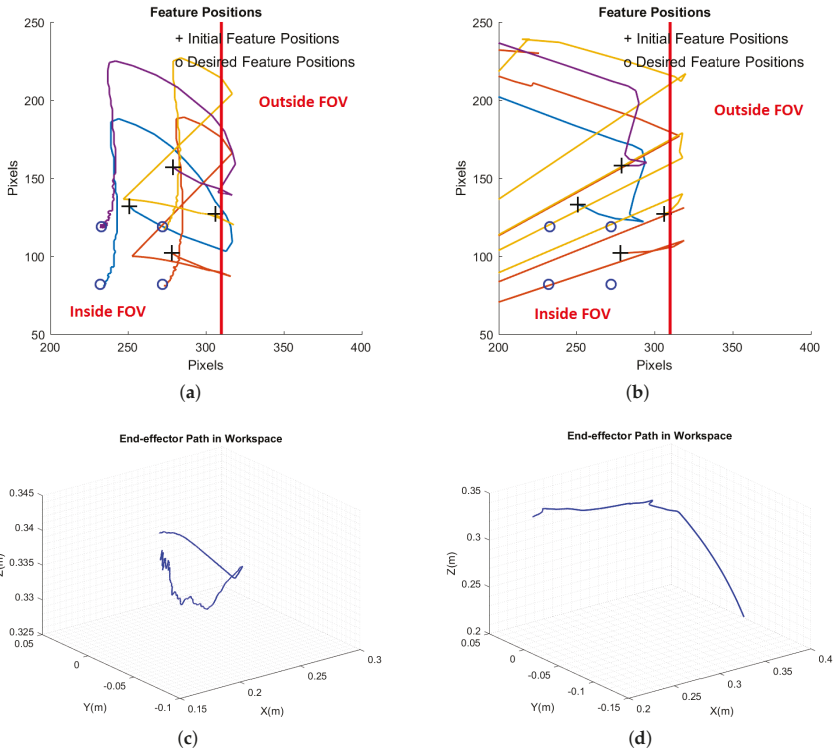 Feature Positions
+ Initial Feature Positions
o Desired Feature Positions
Outside FOV
Inside FOV
Pixels
250
200
150
100
50
200 250 300 350 400
Pixels
(a)
Feature Positions
+ Initial Feature Positions
o Desired Feature Positions
Outside FOV
Inside FOV
Pixels
250
200
150
100
50
200 250 300 350 400
Pixels
(b)
End-effector Path in Workspace
0.345
0.34
0.335
0.33
0.325
Z(m)
0.05
0
-0.05
-0.1
Y(m)
0.15
0.2
0.25
0.3
X(m)
(c)
End-effector Path in Workspace
0.35
0.3
0.25
0.2
Z(m)
0.05
0
-0.05
-0.1
-0.15
Y(m)
0.2
0.25
0.3
0.35
0.4
X(m)
(d)